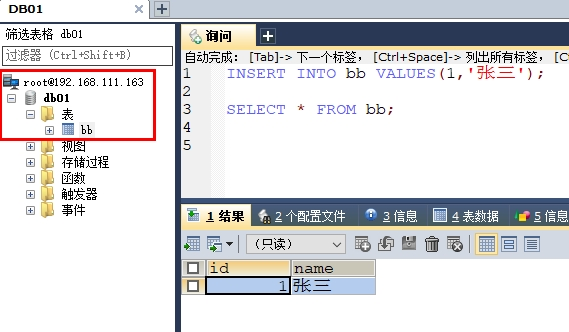 DB01
筛选表格 db01
过滤器 (Ctrl+Shift+B)
root@192.168.111.163
db01
表
bb
视图
存储过程
函数
触发器
事件
询问
自动完成: [Tab]-> 下一个标签, [Ctrl+Space]-> 列出所有标签, [C
1 INSERT INTO bb VALUES(1,'张三');
2
3 SELECT * FROM bb;
4
5
1 结果 2 个配置文件 3 信息 4 表数据 5 信息
(只读)
id name
1 张三